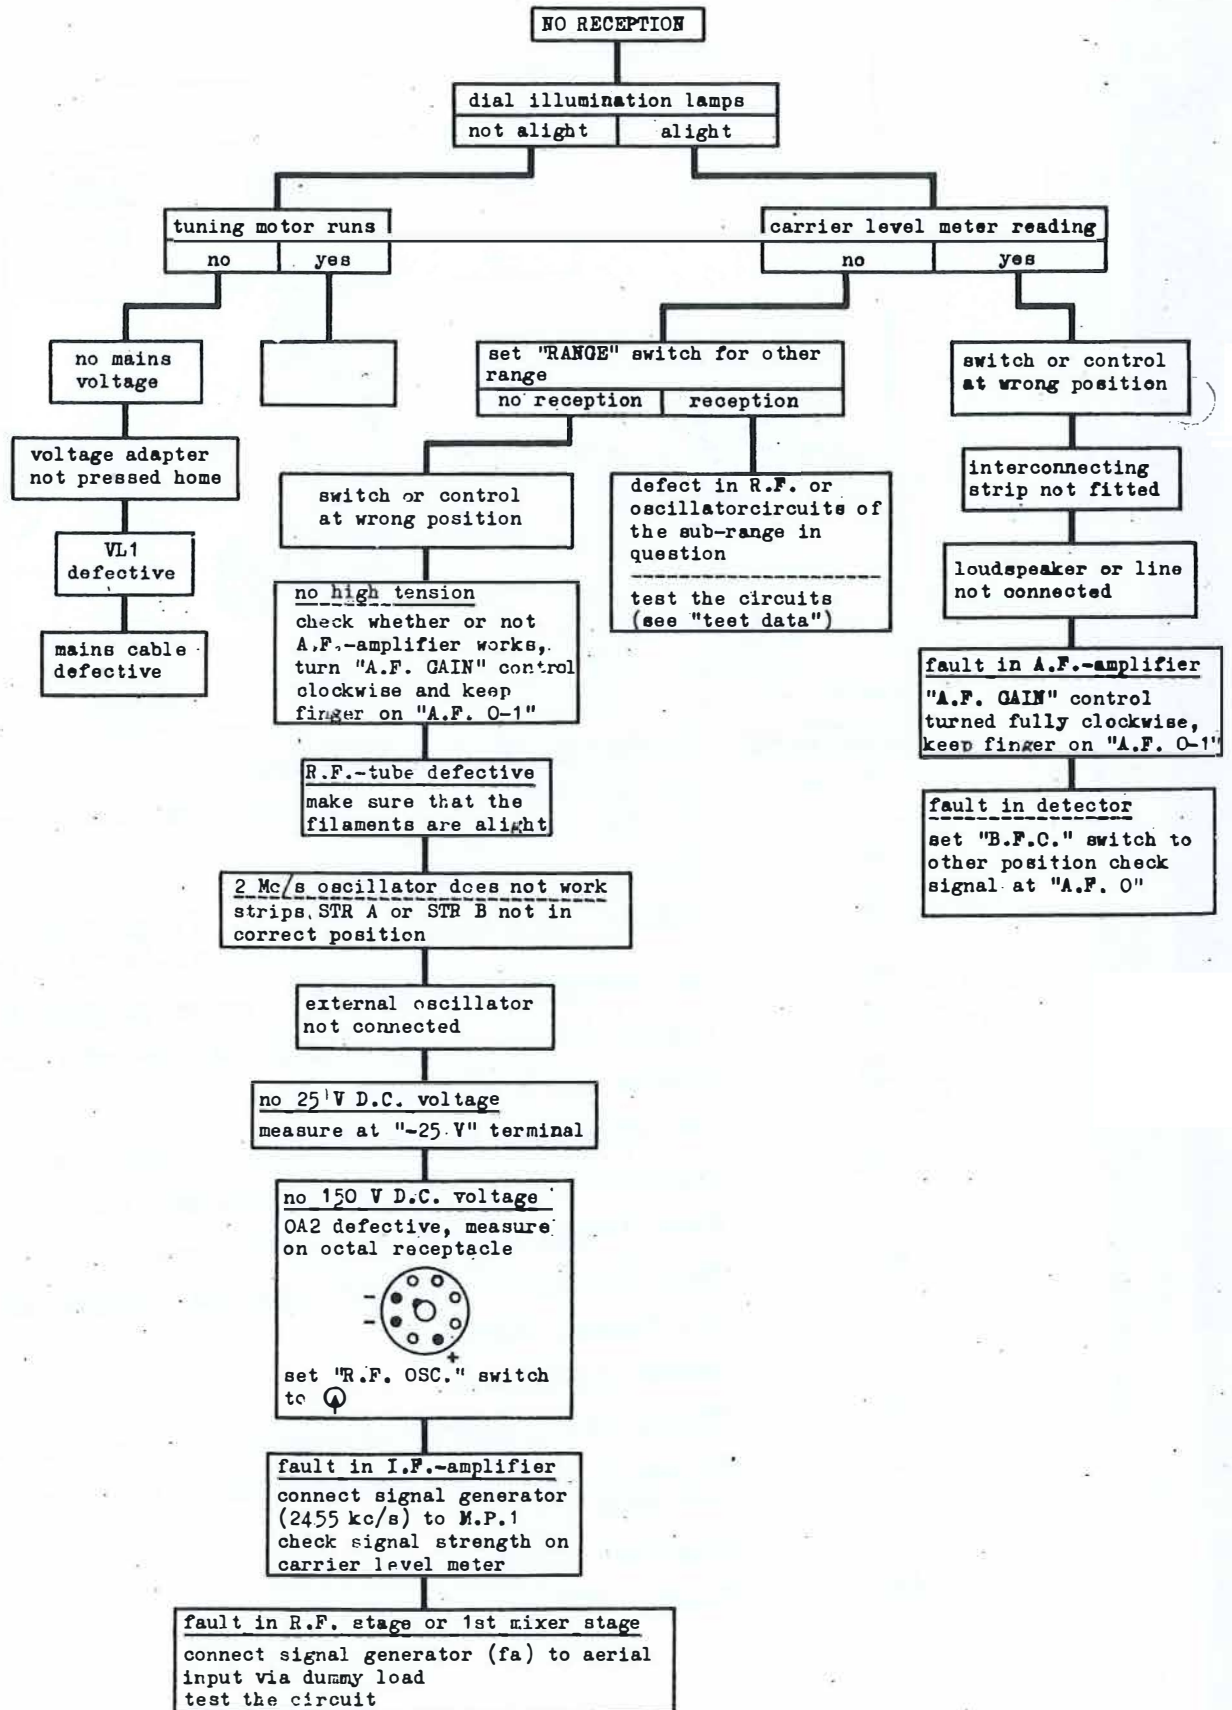 NO RECEPTION
dial illumination lamps
not alight
alight
tuning motor runs
no
yes
carrier level meter reading
no
yes
no mains
voltage
voltage adapter
not pressed home
VL1
defective
mains cable
defective
set "RANGE" switch for other
range
no reception
reception
switch or control
at wrong position
no high tension
check whether or not
A.F.-amplifier works,
turn "A.F. GAIN" control
clockwise and keep
finger on "A.F. 0-1"
R.F.-tube defective
make sure that the
filaments are alight
2 Mc/s oscillator does not work
strips STR A or STR B not in
correct position
external oscillator
not connected
no 25 V D.C. voltage
measure at "-25 V" terminal
no 150 V D.C. voltage
OA2 defective, measure
on octal receptacle
-
-
+
set "R.F. OSC." switch
to
fault in I.F.-amplifier
connect signal generator
(2455 kc/s) to M.P.1
check signal strength on
carrier level meter
fault in R.F. stage or 1st mixer stage
connect signal generator (fa) to aerial
input via dummy load
test the circuit
defect in R.F. or
oscillatorcircuits of
the sub-range in
question
test the circuits
(see "test data")
switch or control
at wrong position
interconnecting
strip not fitted
loudspeaker or line
not connected
fault in A.F.-amplifier
"A.F. GAIN" control
turned fully clockwise,
keep finger on "A.F. 0-1"
fault in detector
set "B.F.C." switch to
other position check
signal at "A.F. 0"